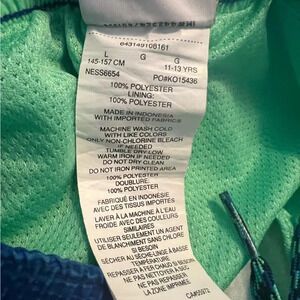 643149108161
L G G
145-157 CM 11-13 YRS
NESS6654 PO#KO15436
100% POLYESTER
LINING:
100% POLYESTER
MADE IN INDONESIA
WITH IMPORTED FABRICS
MACHINE WASH COLD
WITH LIKE COLORS
ONLY NON-CHLORINE BLEACH
IF NEEDED
TUMBLE DRY LOW
WARM IRON IF NEEDED
DO NOT DRY CLEAN
DO NOT IRON PRINTED AREA
100% POLYESTER
DOUBLURE:
100% POLYESTER
FABRIQUÉ EN INDONÉSIE
AVEC DES TISSUS IMPORTÉS
LAVER À LA MACHINE À L'EAU
FROIDE AVEC DES COULEURS
SIMILAIRES
UTILISER SEULEMENT UN AGENT
DE BLANCHIMENT SANS CHLORE
SI BESOIN
SÉCHER AU SÈCHE-LINGE À BASSE
TEMPÉRATURE
REPASSER À FER CHAUD SI BESOIN
NE PAS NETTOYER À SEC
NE PAS REPASSER SUR
LA ZONE IMPRIMÉE